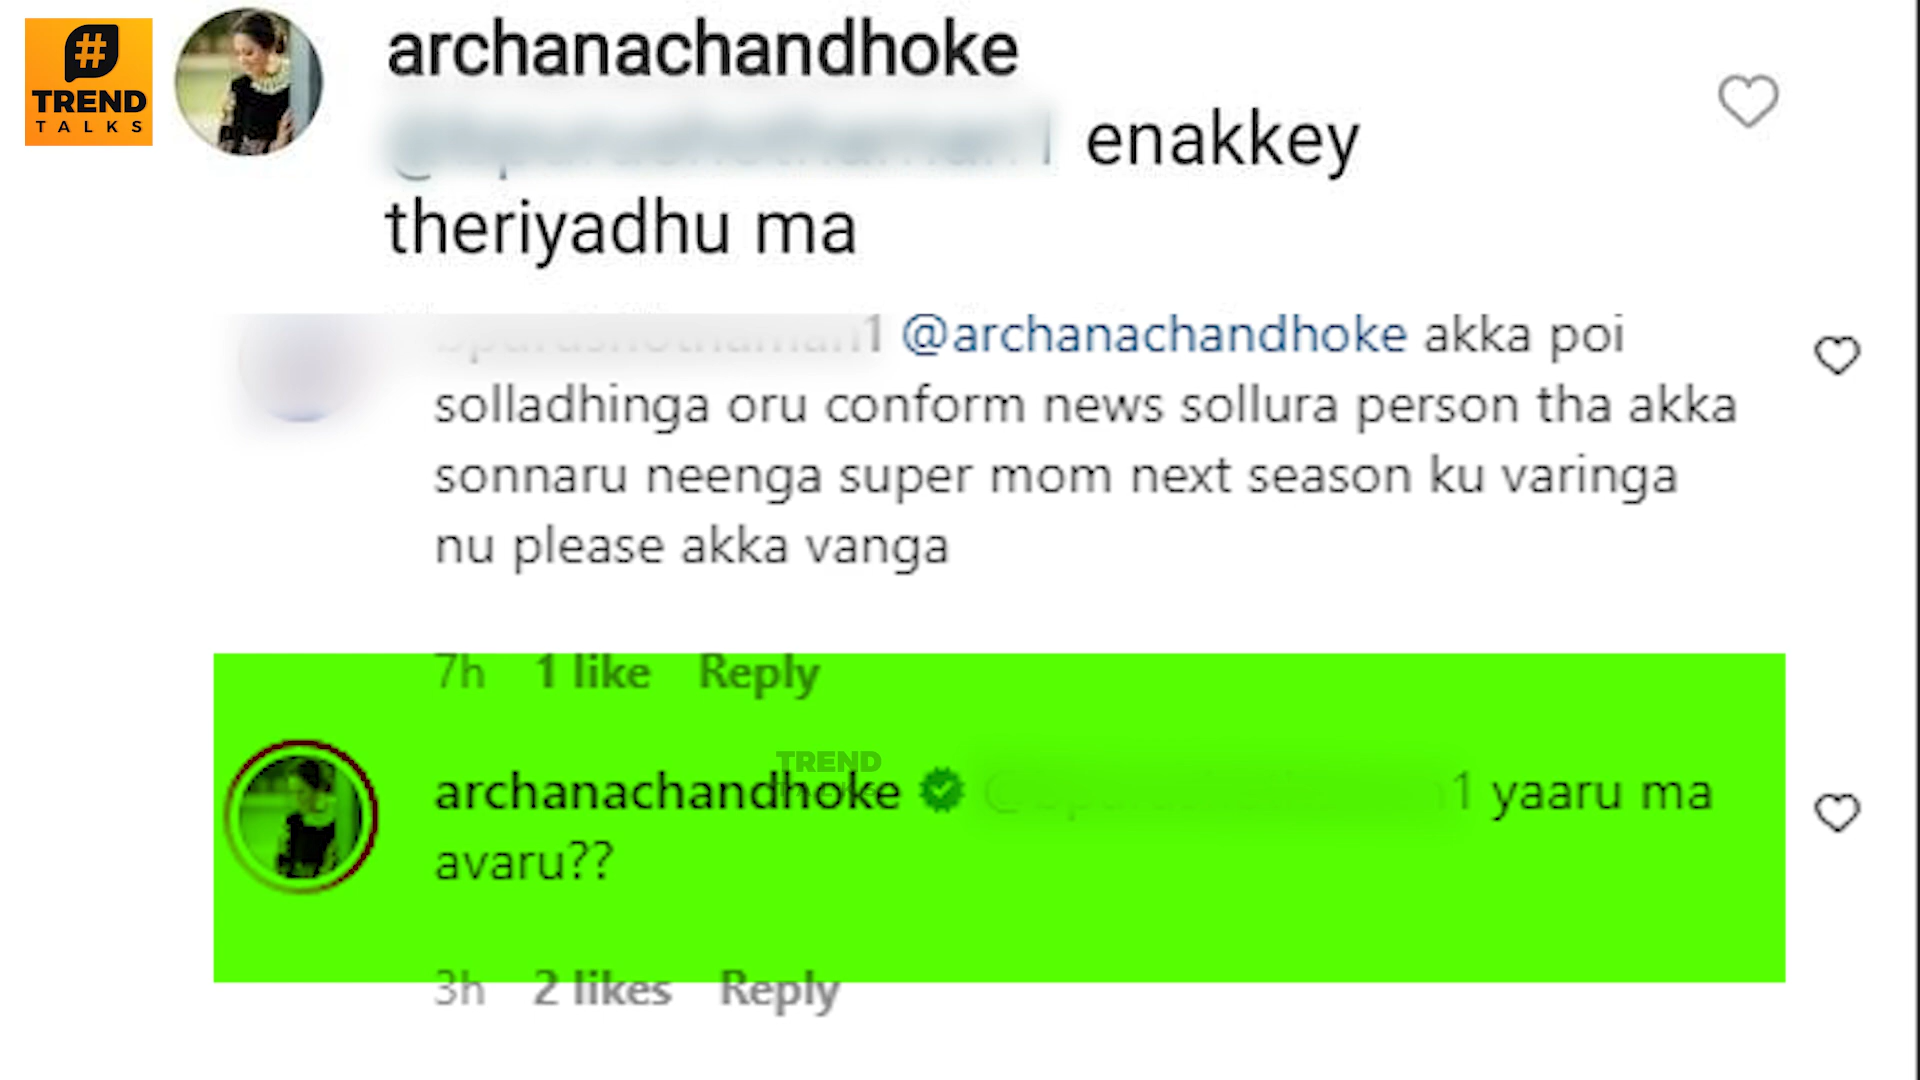 #
TREND
TALKS
archanachandhoke
enakkey
theriyadhu ma
1 @archanachandhoke akka poi
solladhinga oru conform news sollura person tha akka
sonnaru neenga super mom next season ku varinga
nu please akka vanga
7h 1 like Reply
TREND
archanachandhoke 1 yaaru ma
avaru??
3h 2 likes Reply